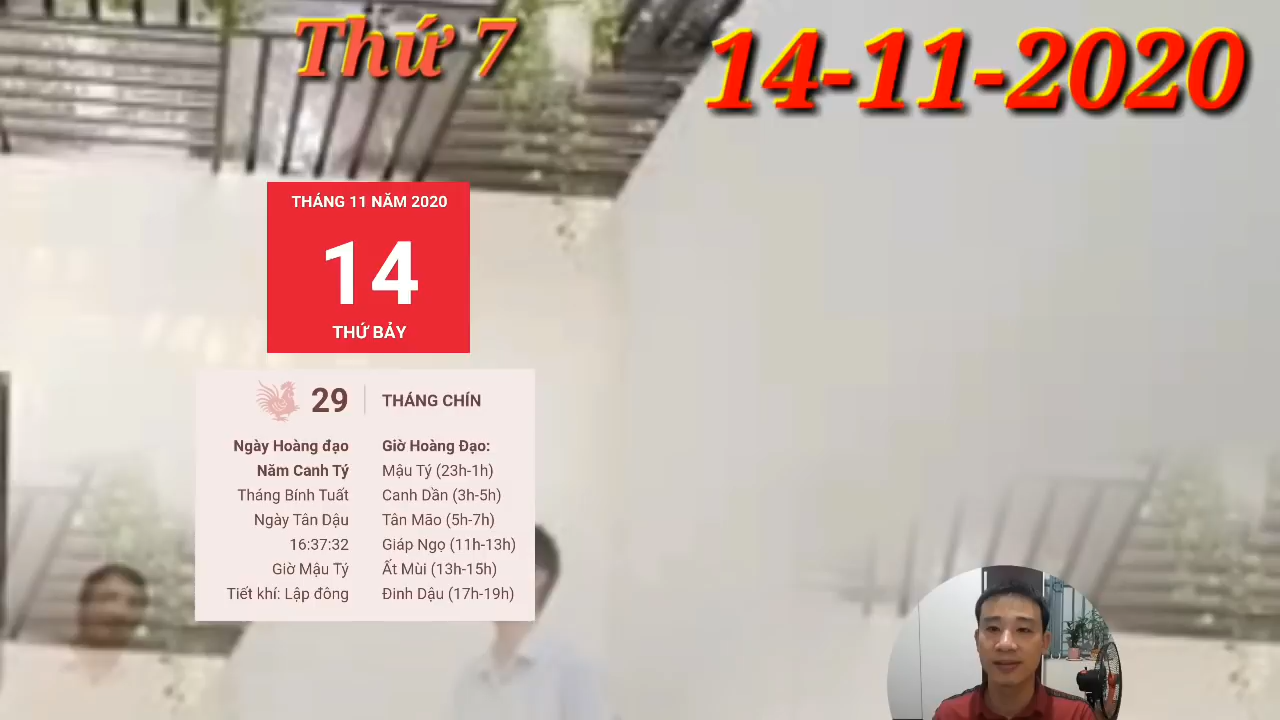 Thứ 7
14-11-2020
THÁNG 11 NĂM 2020
14
THỨ BẢY
29
THÁNG CHÍN
Ngày Hoàng đạo
Năm Canh Tý
Tháng Bính Tuất
Ngày Tân Dậu
16:37:32
Giờ Mậu Tý
Tiết khí: Lập đông
Giờ Hoàng Đạo:
Mậu Tý (23h-1h)
Canh Dần (3h-5h)
Tân Mão (5h-7h)
Giáp Ngọ (11h-13h)
Ất Mùi (13h-15h)
Đinh Dậu (17h-19h)